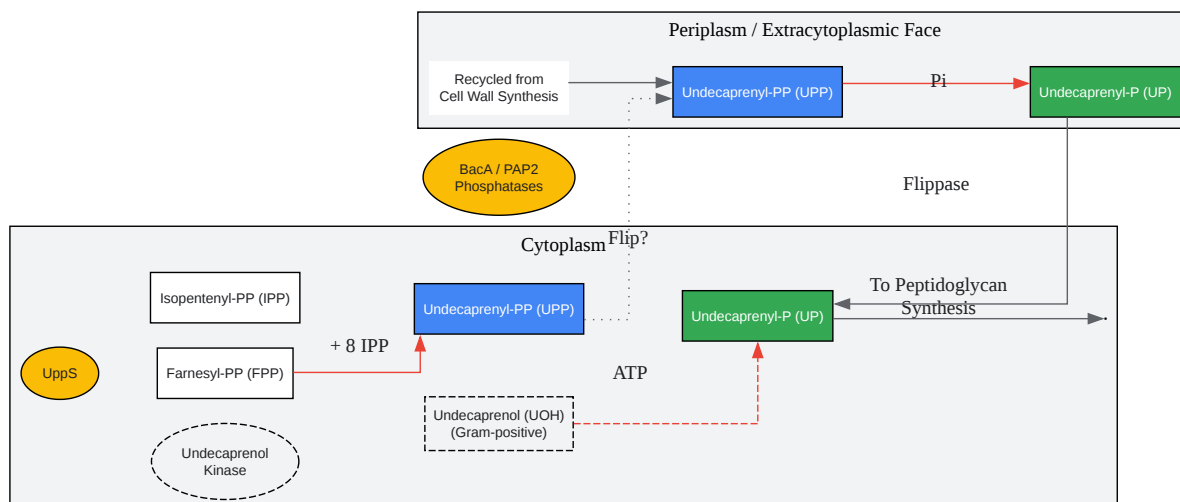 Periplasm / Extracytoplasmic Face
Recycled from
Cell Wall Synthesis
Undecaprenyl-PP (UPP)
Pi
Undecaprenyl-P (UP)
BacA / PAP2
Phosphatases
Flippase
Cytoplasm
Flip?
Isopentenyl-PP (IPP)
Undecaprenyl-PP (UPP)
Undecaprenyl-P (UP)
To Peptidoglycan
Synthesis
UppS
Farnesyl-PP (FPP)
+ 8 IPP
ATP
Undecaprenol (UOH)
(Gram-positive)
Undecaprenol
Kinase